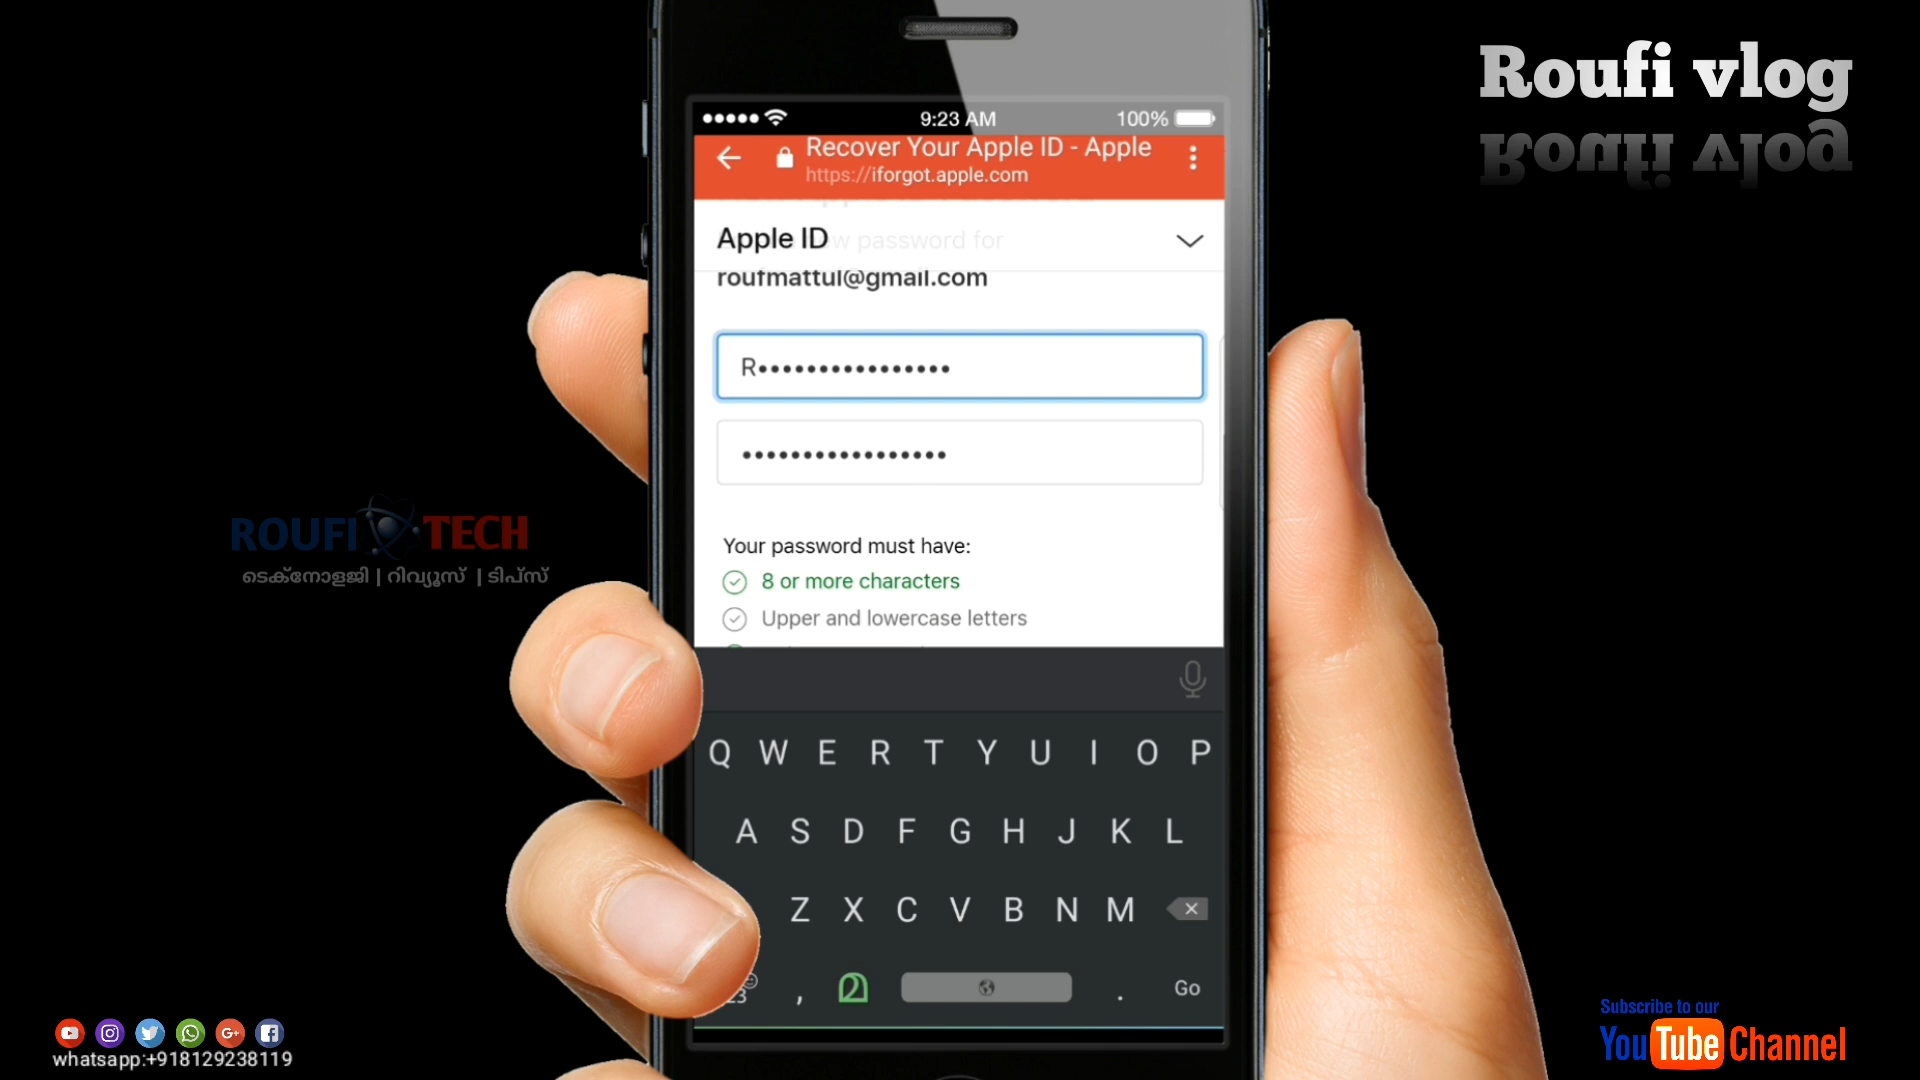 Roufi vlog
9:23 AM
100%
Recover Your Apple ID - Apple
https://iforgot.apple.com
Apple ID
password for
roufmattul@gmail.com
R••••••••••••••••
•••••••••••••••••
Your password must have:
8 or more characters
Upper and lowercase letters
ROUFI TECH
ടെക്നോളജി | റിവ്യൂസ് | ടിപ്സ്
Q W E R T Y U I O P
A S D F G H J K L
Z X C V B N M
, മ . Go
whatsapp:+918129238119
Subscribe to our
YouTube Channel